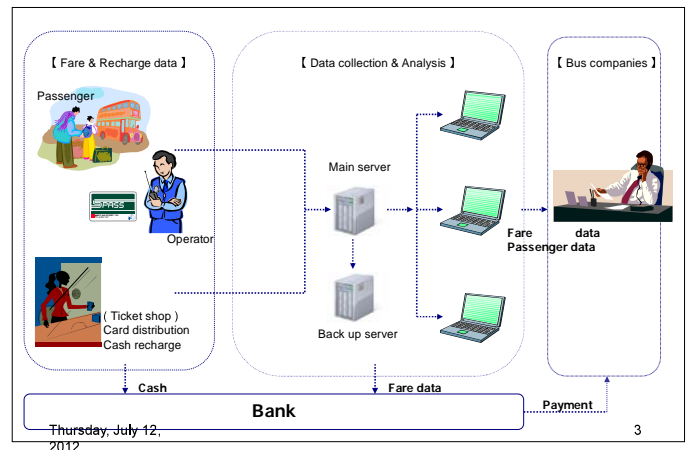 【 Fare & Recharge data 】
【 Data collection & Analysis 】
【 Bus companies 】
Passenger
Main server
SPASS
Operator
Fare data
Passenger data
( Ticket shop )
Card distribution
Cash recharge
Back up server
Cash
Fare data
Bank
Payment
Thursday, July 12,
2012
3